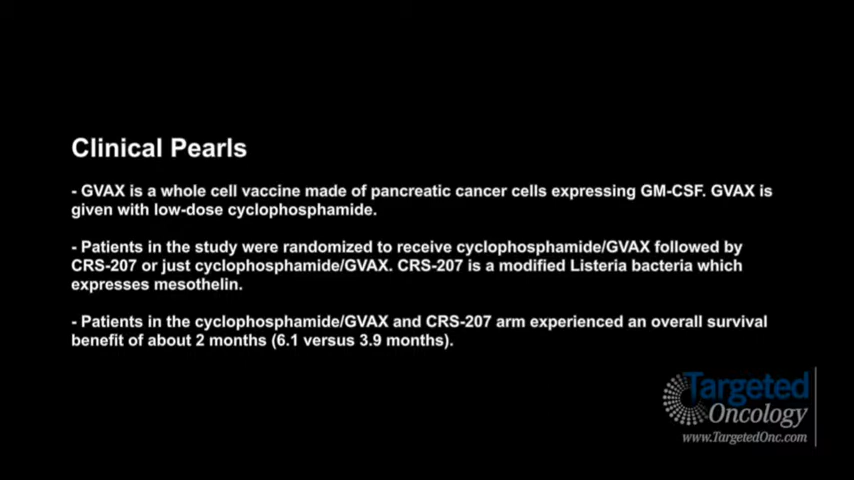 Clinical Pearls
- GVAX is a whole cell vaccine made of pancreatic cancer cells expressing GM-CSF. GVAX is
given with low-dose cyclophosphamide.
- Patients in the study were randomized to receive cyclophosphamide/GVAX followed by
CRS-207 or just cyclophosphamide/GVAX. CRS-207 is a modified Listeria bacteria which
expresses mesothelin.
- Patients in the cyclophosphamide/GVAX and CRS-207 arm experienced an overall survival
benefit of about 2 months (6.1 versus 3.9 months).
Targeted
Oncology
www.TargetedOnc.com